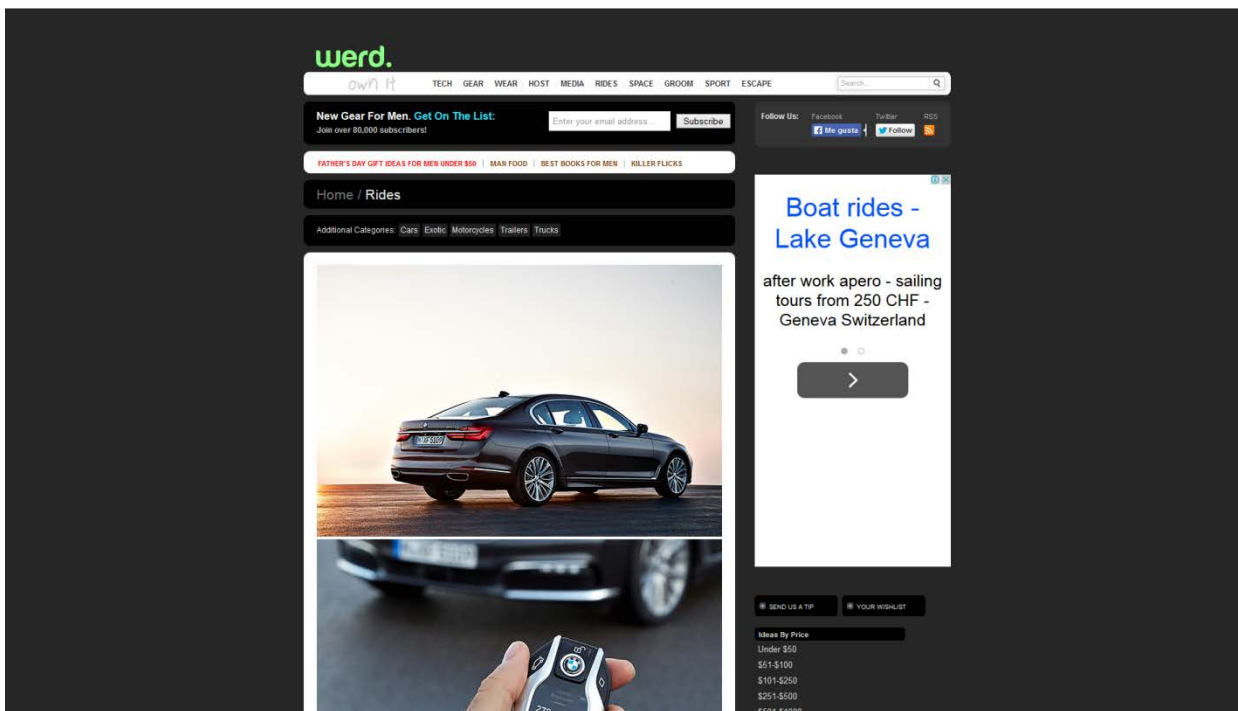 werd.
own it
TECH GEAR WEAR HOST MEDIA RIDES SPACE GROOM SPORT ESCAPE
Search...
New Gear For Men. Get On The List:
Join over 80,000 subscribers!
Enter your email address...
Subscribe
Follow Us:
Facebook
Twitter
RSS
Me gusta
Follow
FATHER'S DAY GIFT IDEAS FOR MEN UNDER $50 | MAN FOOD | BEST BOOKS FOR MEN | KILLER FLICKS
Home / Rides
Additional Categories: Cars Exotic Motorcycles Trailers Trucks
Boat rides -
Lake Geneva
after work apero - sailing
tours from 250 CHF -
Geneva Switzerland
SEND US A TIP
YOUR WISHLIST
Ideas By Price
Under $50
$51-$100
$101-$250
$251-$500